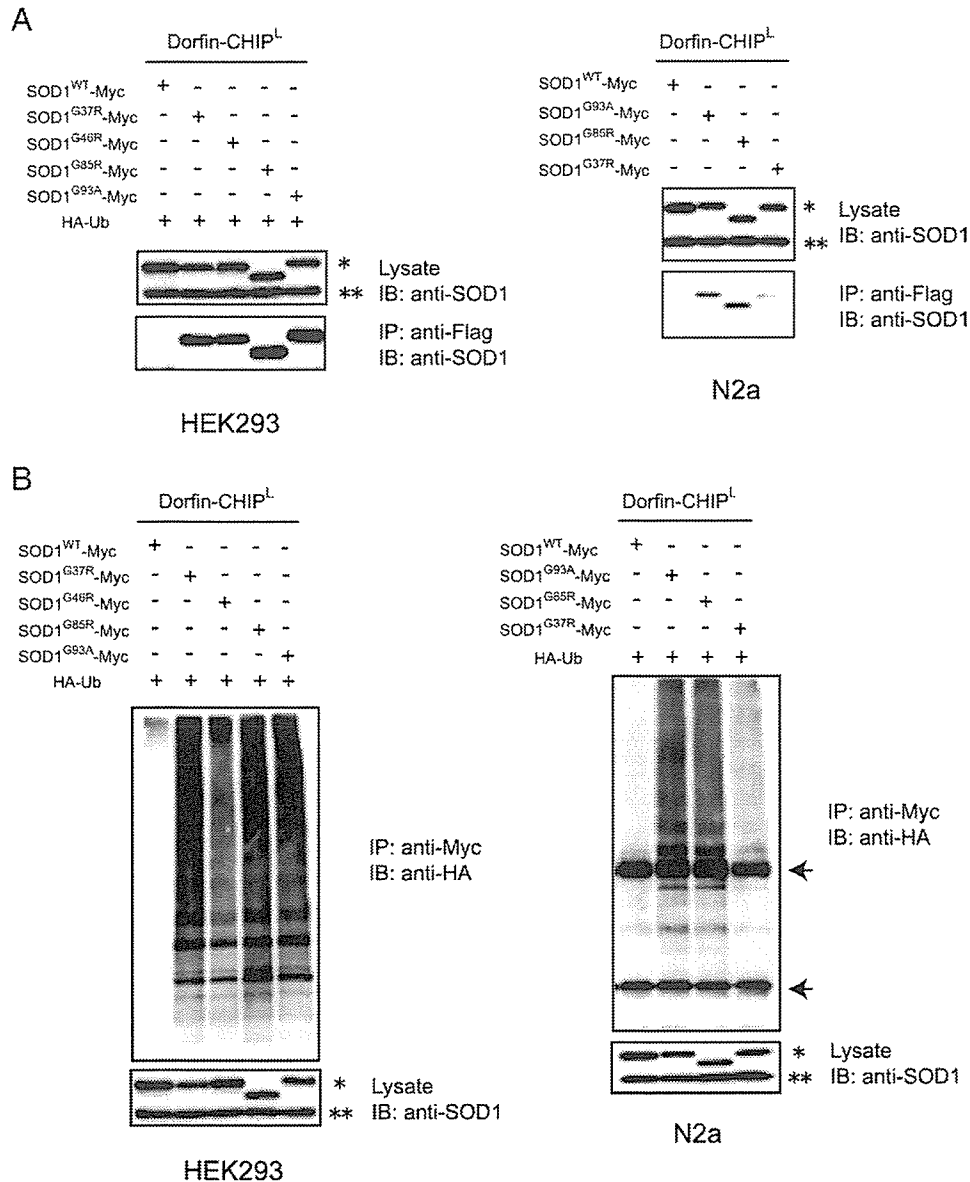 A
Dorfin-CHIP^L
SOD1^WT-Myc + - - - -
SOD1^G37R-Myc - + - - -
SOD1^G46R-Myc - - + - -
SOD1^G85R-Myc - - - + -
SOD1^G93A-Myc - - - - +
HA-Ub + + + + +
* Lysate
** IB: anti-SOD1
IP: anti-Flag
IB: anti-SOD1
HEK293
Dorfin-CHIP^L
SOD1^WT-Myc + - - -
SOD1^G93A-Myc - + - -
SOD1^G85R-Myc - - + -
SOD1^G37R-Myc - - - +
* Lysate
** IB: anti-SOD1
IP: anti-Flag
IB: anti-SOD1
N2a
B
Dorfin-CHIP^L
SOD1^WT-Myc + - - - -
SOD1^G37R-Myc - + - - -
SOD1^G46R-Myc - - + - -
SOD1^G85R-Myc - - - + -
SOD1^G93A-Myc - - - - +
HA-Ub + + + + +
IP: anti-Myc
IB: anti-HA
* Lysate
** IB: anti-SOD1
HEK293
Dorfin-CHIP^L
SOD1^WT-Myc + - - -
SOD1^G93A-Myc - + - -
SOD1^G85R-Myc - - + -
SOD1^G37R-Myc - - - +
HA-Ub + + + +
IP: anti-Myc
IB: anti-HA
* Lysate
** IB: anti-SOD1
N2a